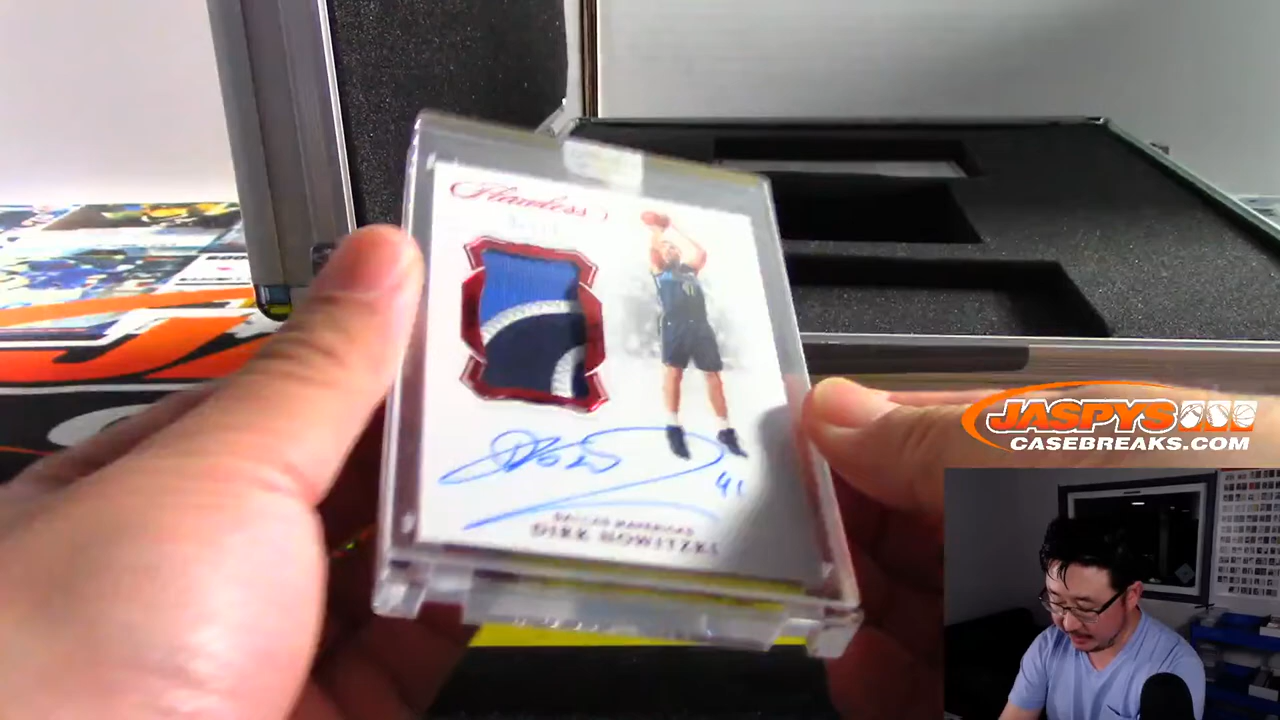 Flawless
41
DALLAS MAVERICKS
DIRK NOWITZKI
JASPYS
CASEBREAKS.COM